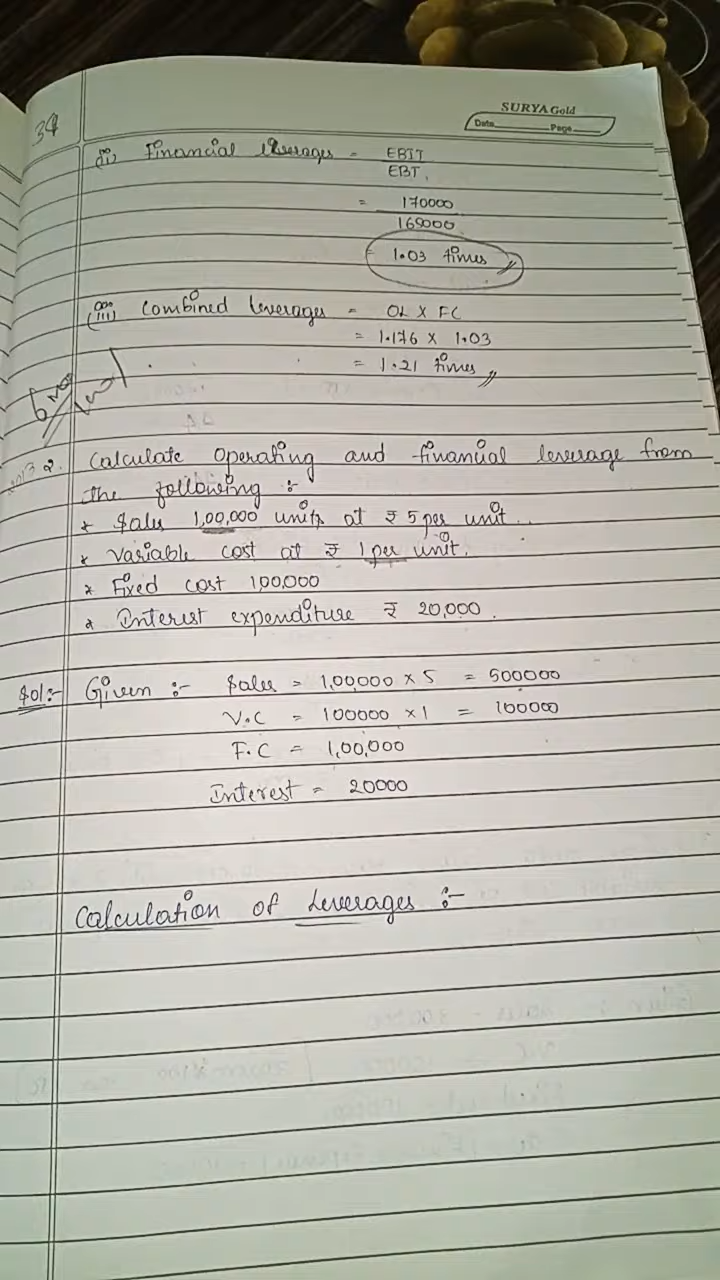 34
SURYA Gold
Date Page
(ii) Financial leverages = EBIT
EBT.
= 170000
165000
= 1.03 times
(iii) Combined leverages = OL X FC
= 1.176 X 1.03
= 1.21 times
2. Calculate Operating and financial leverage from
the following :-
* Sales 1,00,000 units at ₹ 5 per unit.
* Variable cost at ₹ 1 per unit.
* Fixed cost 1,00,000
* Interest expenditure ₹ 20,000.
Sol:- Given :- Sales = 1,00,000 X 5 = 500000
V.C = 100000 X 1 = 100000
F.C = 1,00,000
Interest = 20000
Calculation of Leverages :-